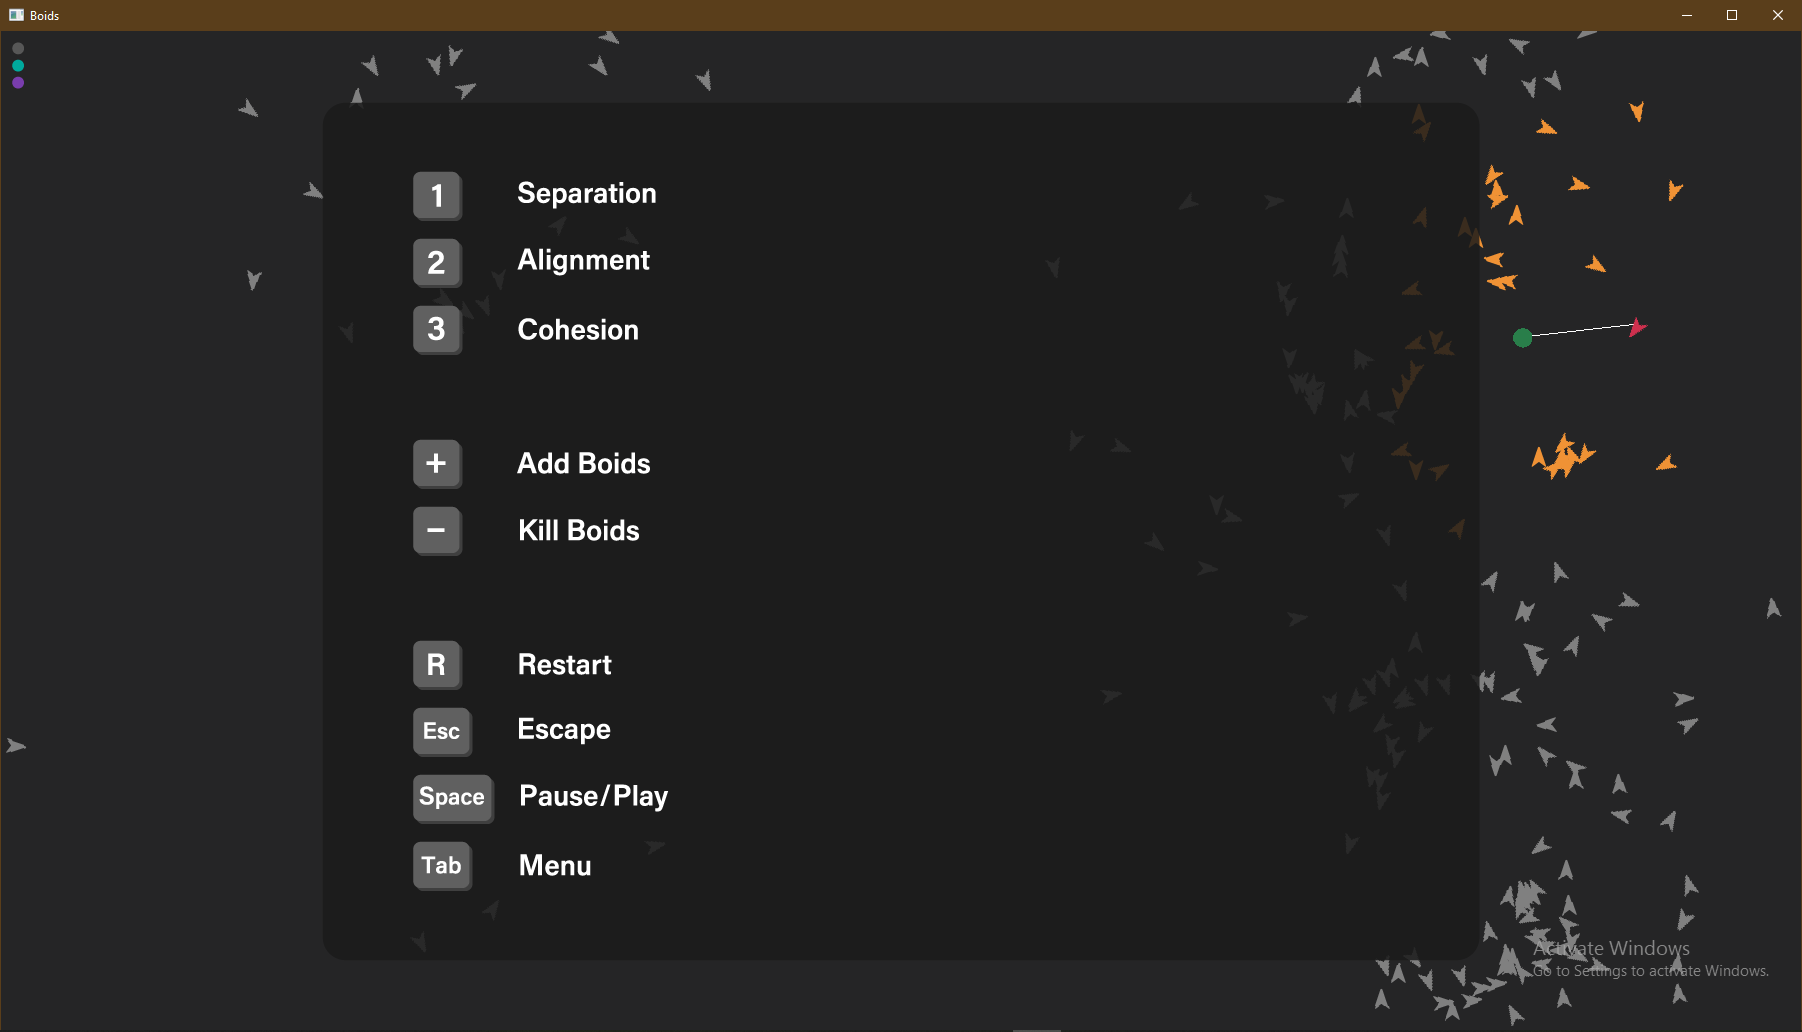 Boids
1 Separation
2 Alignment
3 Cohesion
+ Add Boids
− Kill Boids
R Restart
Esc Escape
Space Pause/Play
Tab Menu
Activate Windows
Go to Settings to activate Windows.